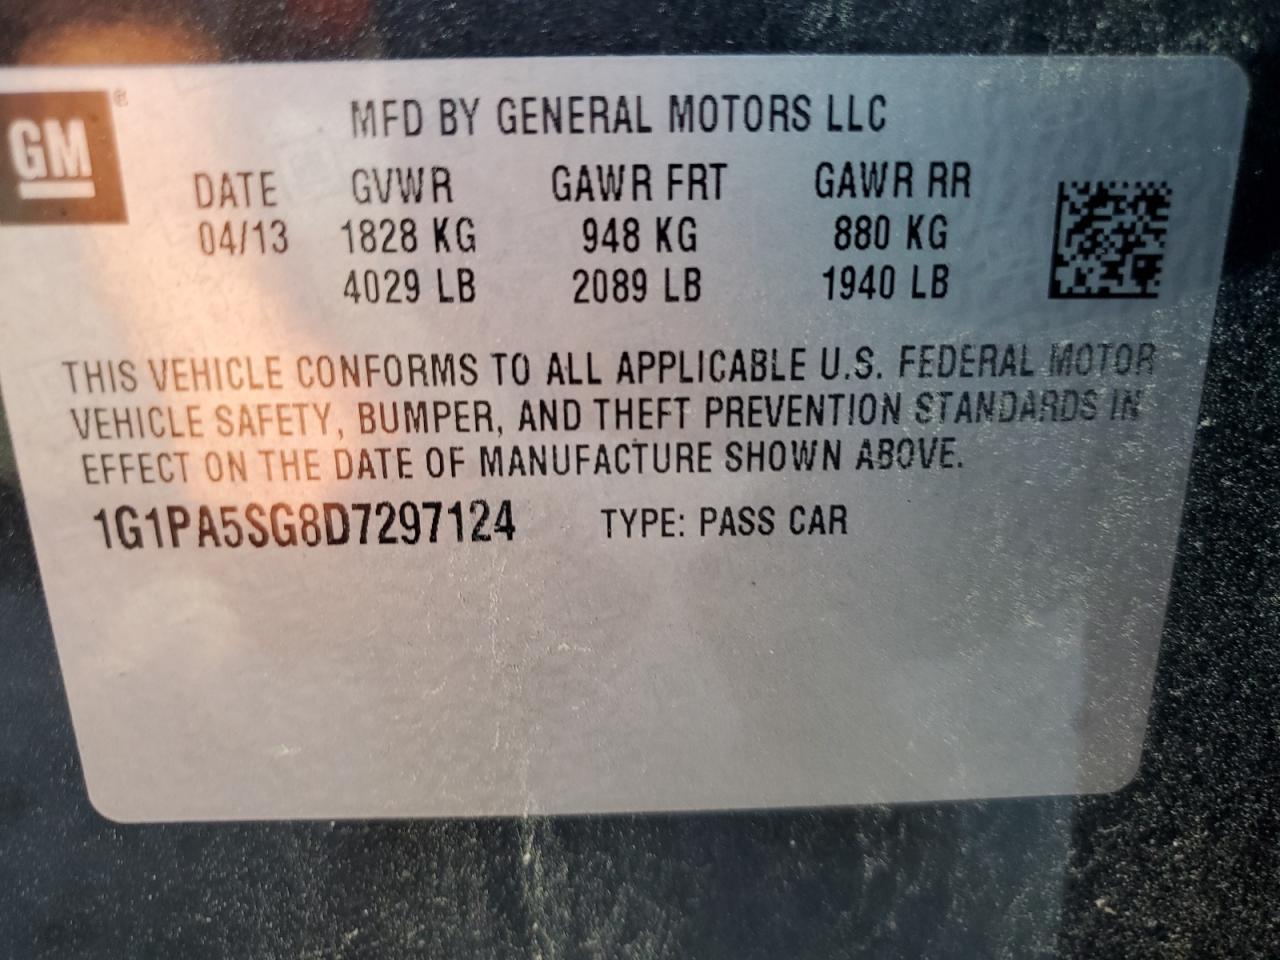 GM®
MFD BY GENERAL MOTORS LLC
DATE GVWR GAWR FRT GAWR RR
04/13 1828 KG 948 KG 880 KG
4029 LB 2089 LB 1940 LB
THIS VEHICLE CONFORMS TO ALL APPLICABLE U.S. FEDERAL MOTOR
VEHICLE SAFETY, BUMPER, AND THEFT PREVENTION STANDARDS IN
EFFECT ON THE DATE OF MANUFACTURE SHOWN ABOVE.
1G1PA5SG8D7297124 TYPE: PASS CAR